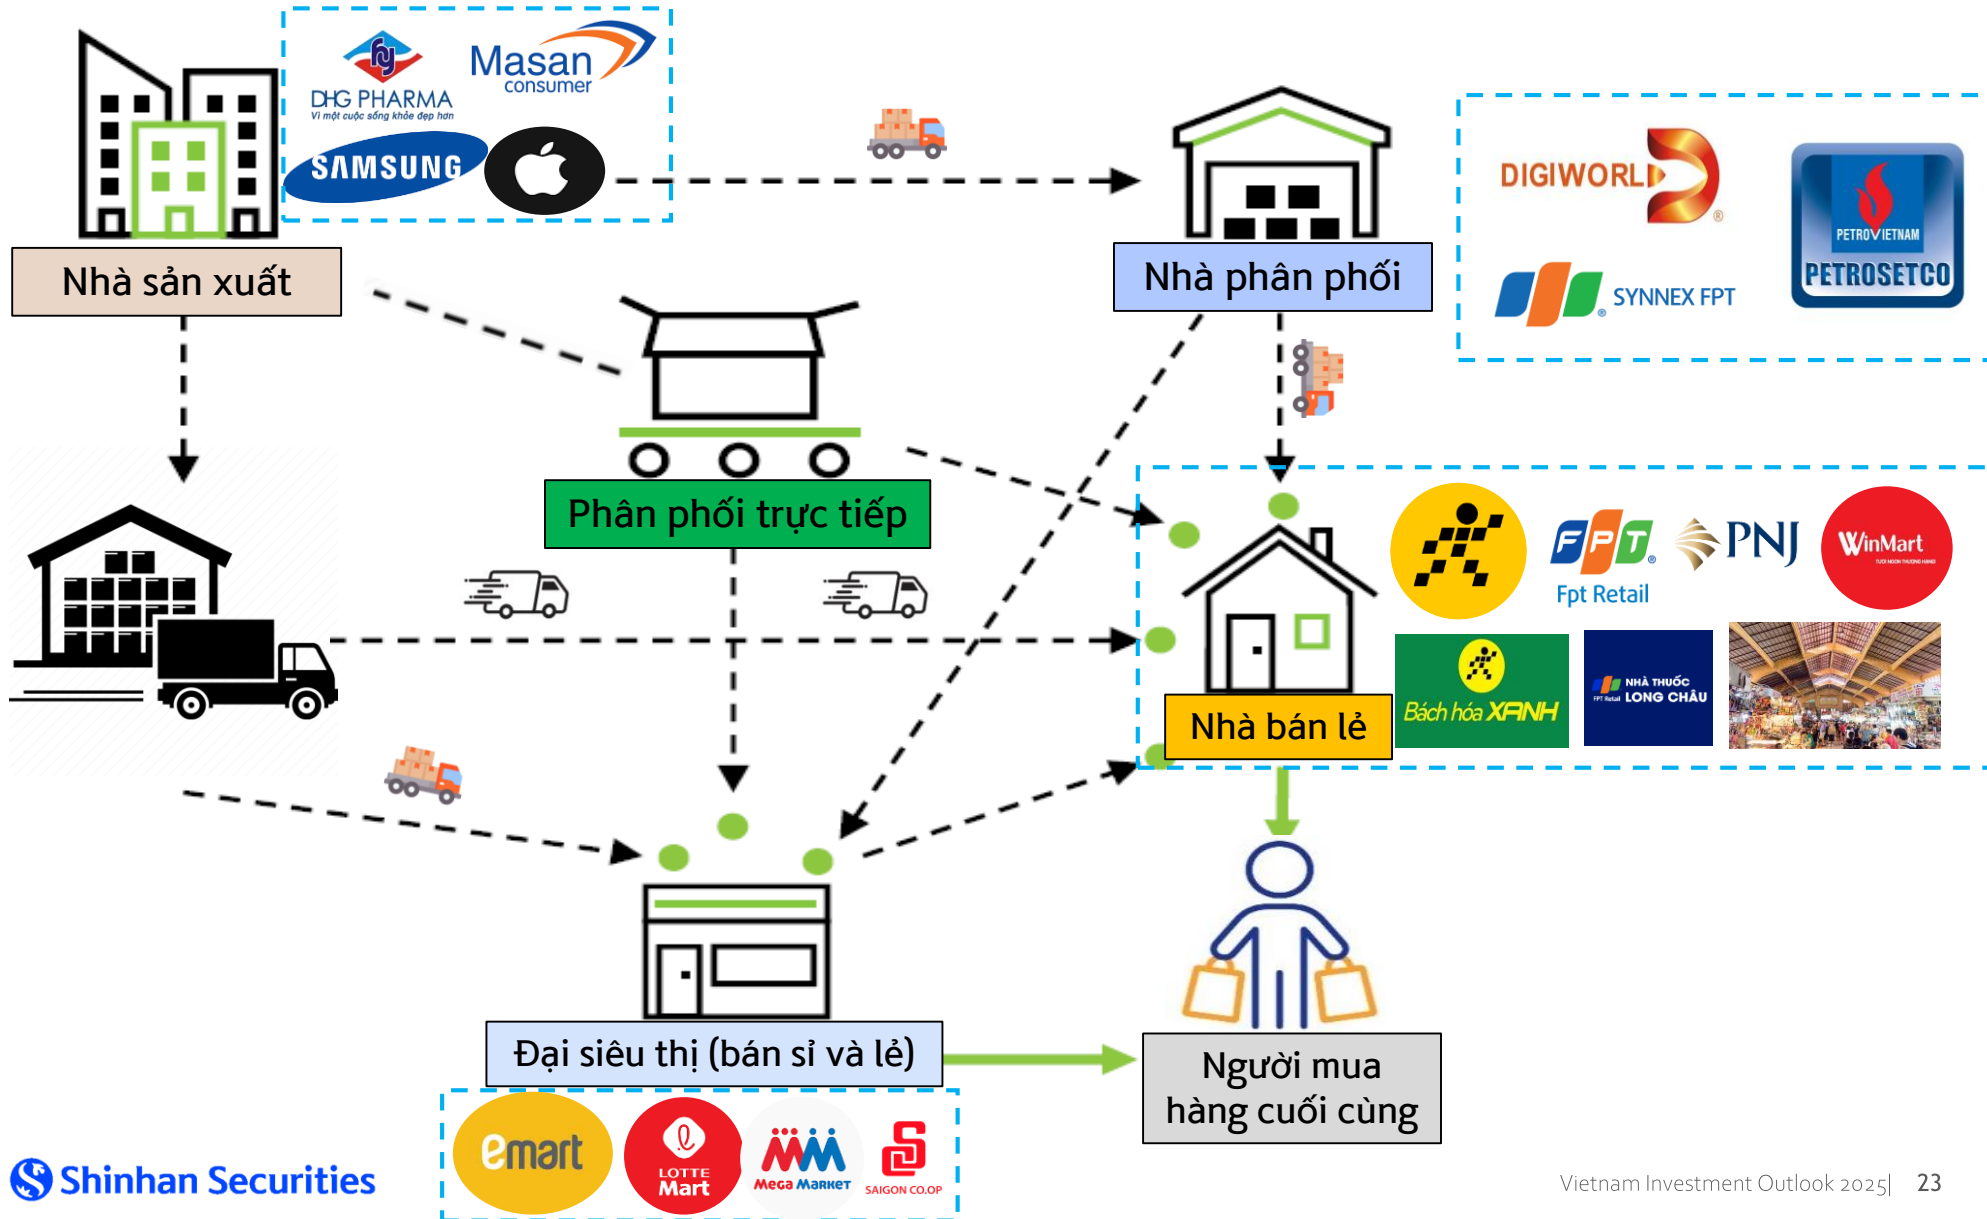 DHG PHARMA
Vì một cuộc sống khỏe đẹp hơn
Masan
consumer
SAMSUNG
DIGIWORLD
®
PETROVIETNAM
PETROSETCO
SYNNEX FPT
Nhà sản xuất
Nhà phân phối
Phân phối trực tiếp
FPT
Fpt Retail
PNJ
WinMart
Bách hóa XANH
NHÀ THUỐC
FPT Retail LONG CHÂU
Nhà bán lẻ
Đại siêu thị (bán sỉ và lẻ)
Người mua
hàng cuối cùng
emart
LOTTE
Mart
MM
MEGA MARKET
SAIGON CO.OP
Shinhan Securities
Vietnam Investment Outlook 2025| 23